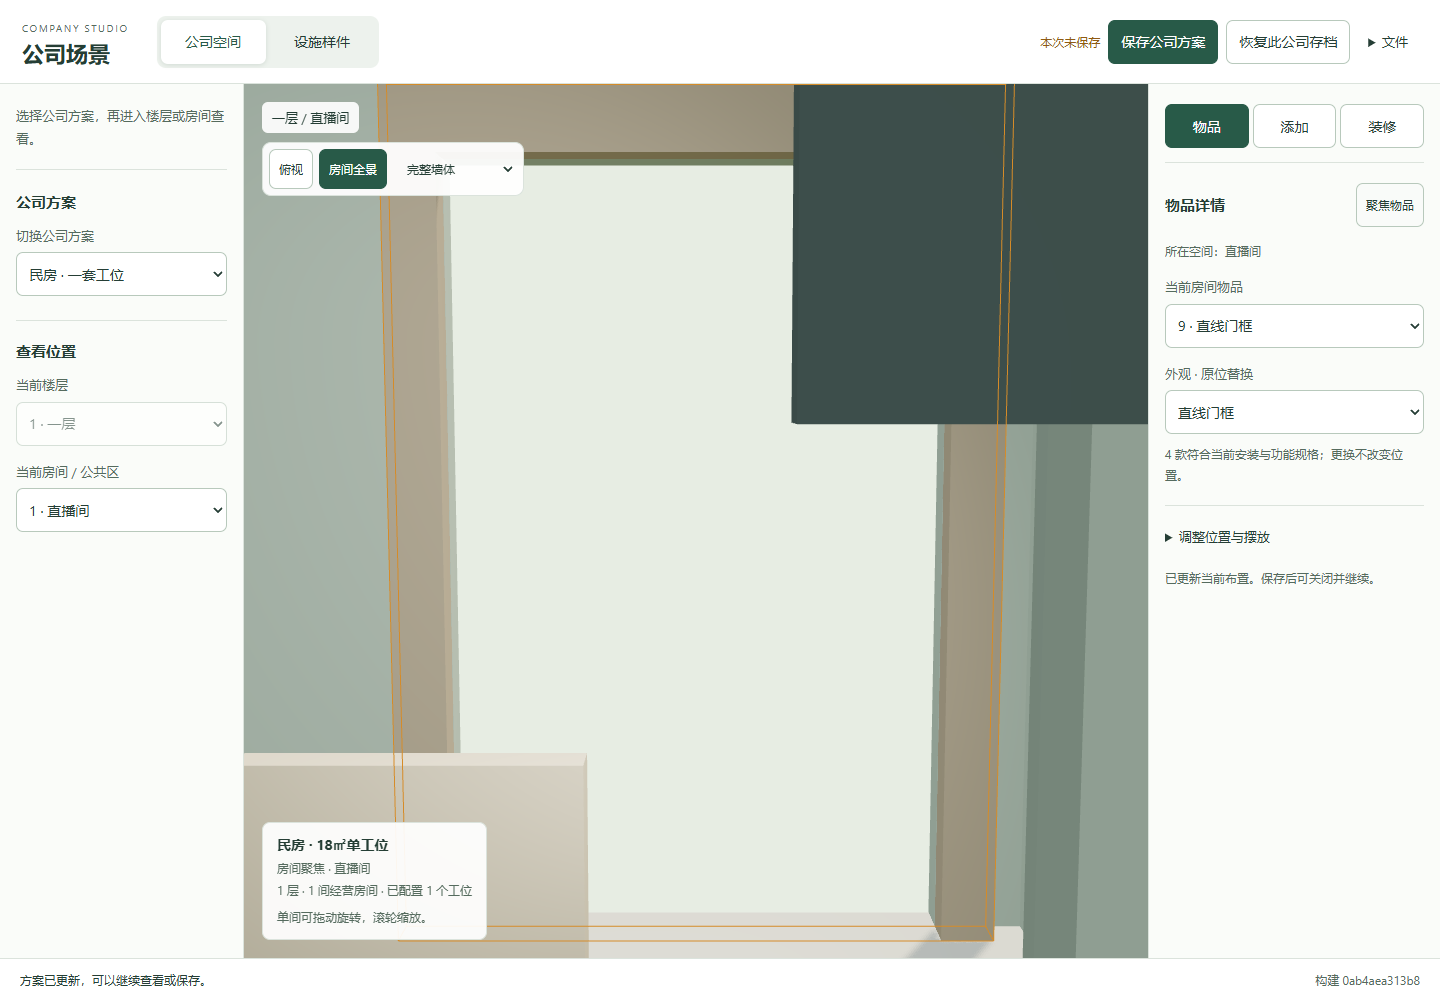 COMPANY STUDIO
公司场景
公司空间
设施样件
本次未保存
保存公司方案
恢复此公司存档
▶ 文件
选择公司方案，再进入楼层或房间查
看。
公司方案
切换公司方案
民房 · 一套工位
查看位置
当前楼层
1 · 一层
当前房间 / 公共区
1 · 直播间
一层 / 直播间
俯视
房间全景
完整墙体
民房 · 18㎡单工位
房间聚焦 · 直播间
1 层 · 1 间经营房间 · 已配置 1 个工位
单间可拖动旋转，滚轮缩放。
物品
添加
装修
物品详情
聚焦物品
所在空间：直播间
当前房间物品
9 · 直线门框
外观 · 原位替换
直线门框
4 款符合当前安装与功能规格；更换不改变位
置。
▶ 调整位置与摆放
已更新当前布置。保存后可关闭并继续。
方案已更新，可以继续查看或保存。
构建 0ab4aea313b8